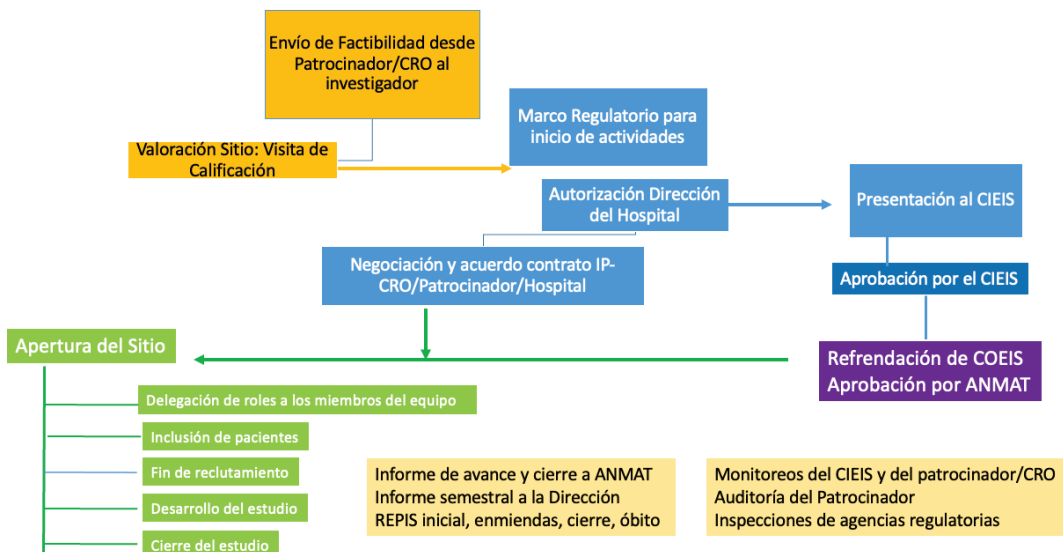 Envío de Factibilidad desde
Patrocinador/CRO al
investigador
Marco Regulatorio para
inicio de actividades
Valoración Sitio: Visita de
Calificación
Autorización Dirección
del Hospital
Presentación al CIEIS
Negociación y acuerdo contrato IP-
CRO/Patrocinador/Hospital
Aprobación por el CIEIS
Apertura del Sitio
Refrendación de COEIS
Aprobación por ANMAT
Delegación de roles a los miembros del equipo
Inclusión de pacientes
Fin de reclutamiento
Desarrollo del estudio
Cierre del estudio
Informe de avance y cierre a ANMAT
Informe semestral a la Dirección
REPIS inicial, enmiendas, cierre, óbito
Monitoreos del CIEIS y del patrocinador/CRO
Auditoría del Patrocinador
Inspecciones de agencias regulatorias